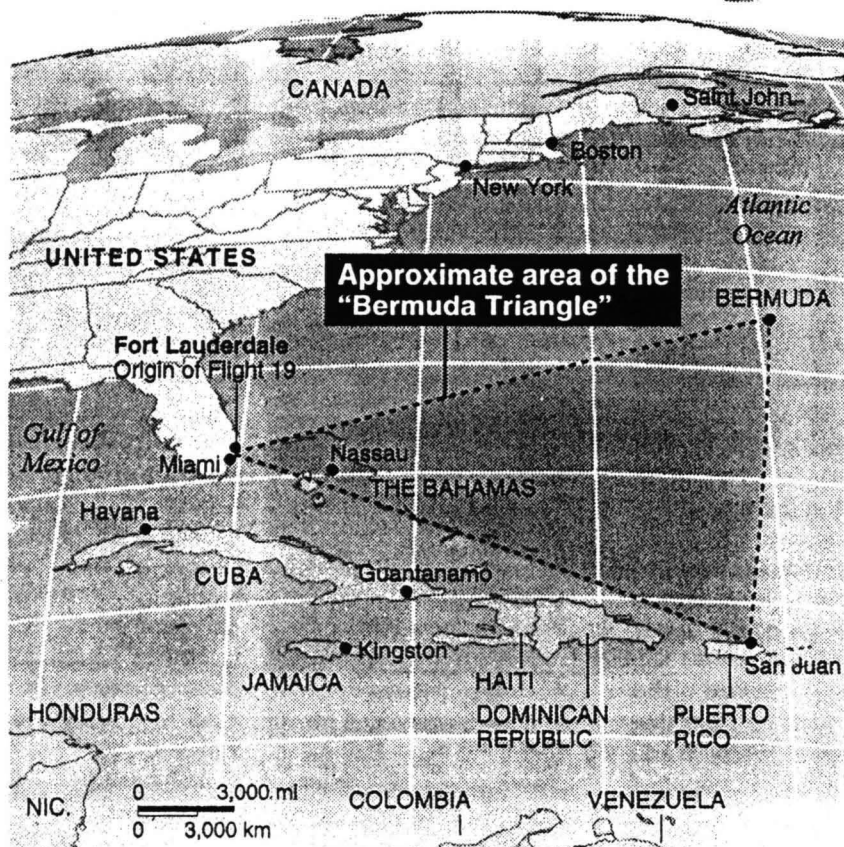 CANADA
Saint John
Boston
New York
Atlantic
Ocean
UNITED STATES
Approximate area of the
“Bermuda Triangle”
BERMUDA
Fort Lauderdale
Origin of Flight 19
Gulf of
Mexico
Miami
Nassau
THE BAHAMAS
Havana
CUBA
Guantanamo
Kingston
JAMAICA
HAITI
San Juan
HONDURAS
DOMINICAN
REPUBLIC
PUERTO
RICO
NIC.
0 3,000 mi
0 3,000 km
COLOMBIA
VENEZUELA